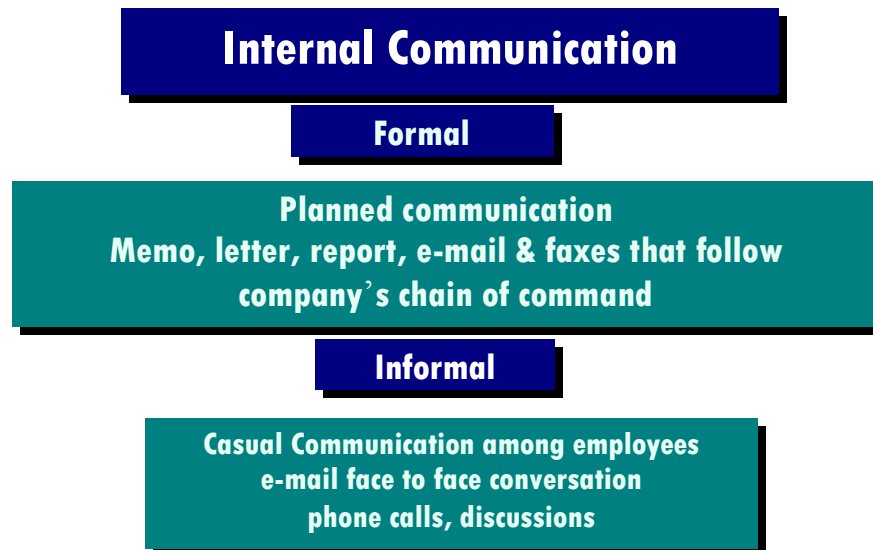 Internal Communication
Formal
Planned communication
Memo, letter, report, e-mail & faxes that follow
company’s chain of command
Informal
Casual Communication among employees
e-mail face to face conversation
phone calls, discussions